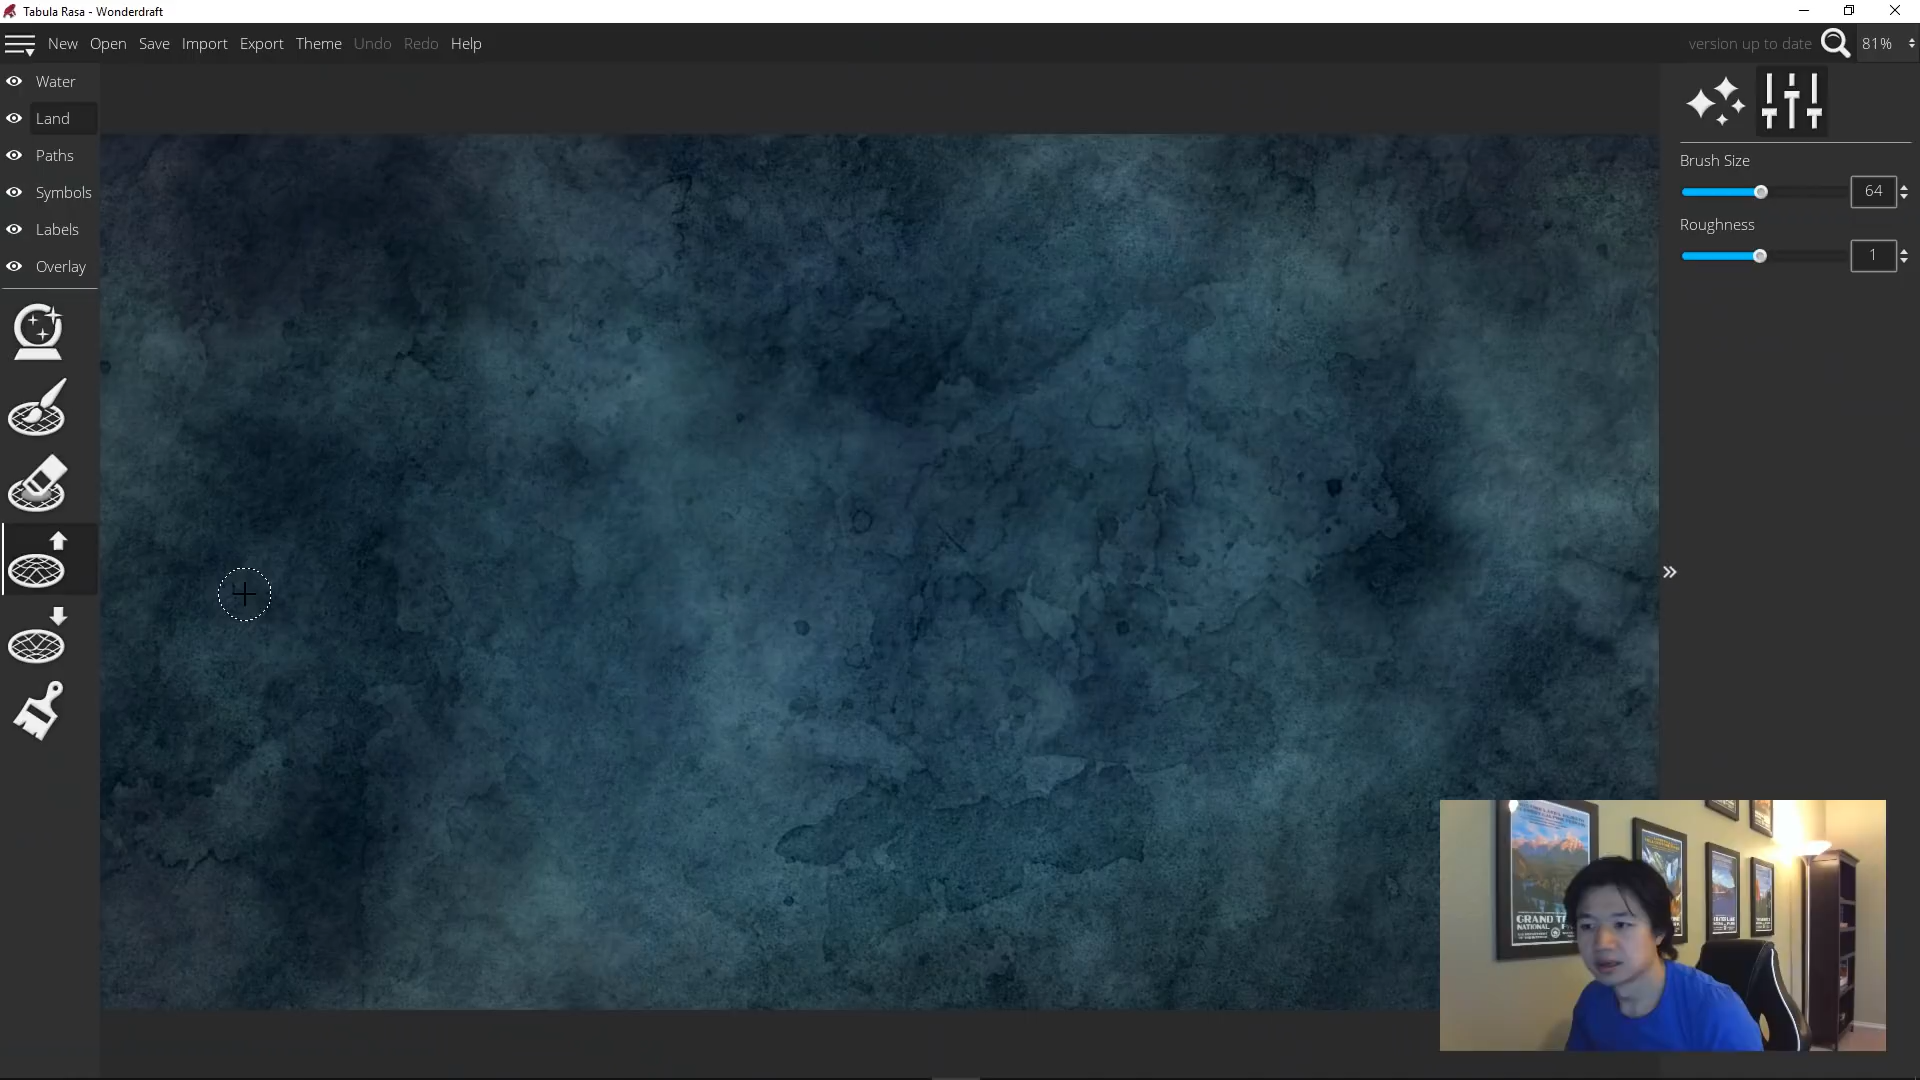 Tabula Rasa - Wonderdraft
New Open Save Import Export Theme Undo Redo Help
version up to date 81%
Water
Land
Paths
Symbols
Labels
Overlay
Brush Size
64
Roughness
1
GRAND
NATIONAL